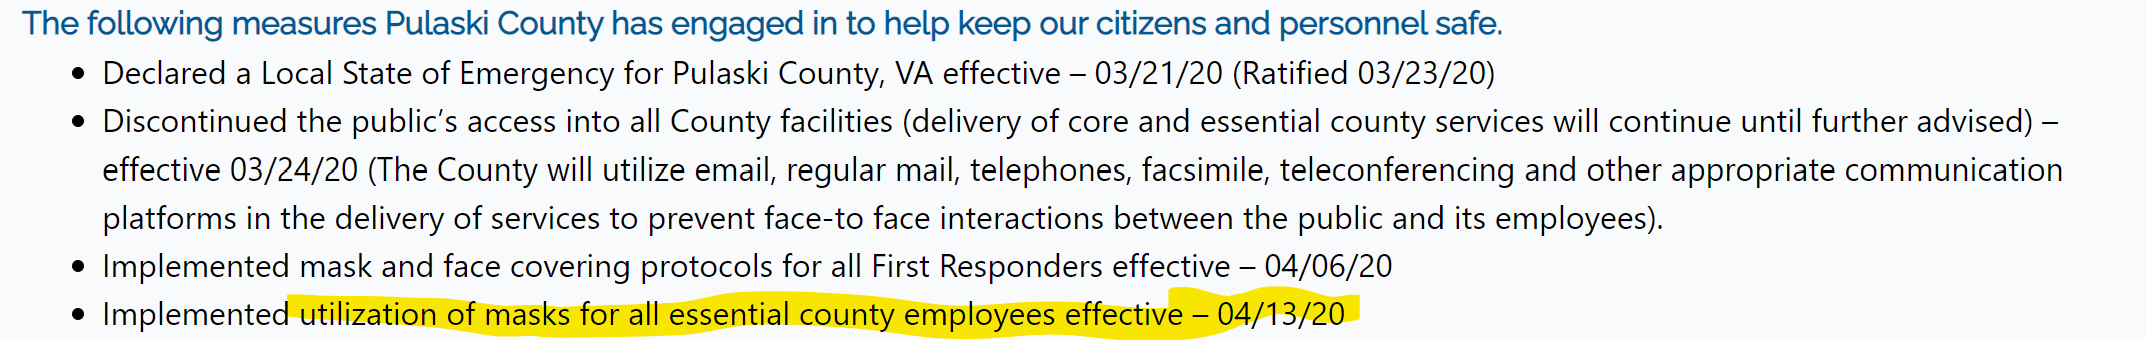 The following measures Pulaski County has engaged in to help keep our citizens and personnel safe.
• Declared a Local State of Emergency for Pulaski County, VA effective – 03/21/20 (Ratified 03/23/20)
• Discontinued the public’s access into all County facilities (delivery of core and essential county services will continue until further advised) –
effective 03/24/20 (The County will utilize email, regular mail, telephones, facsimile, teleconferencing and other appropriate communication
platforms in the delivery of services to prevent face-to face interactions between the public and its employees).
• Implemented mask and face covering protocols for all First Responders effective – 04/06/20
• Implemented utilization of masks for all essential county employees effective – 04/13/20